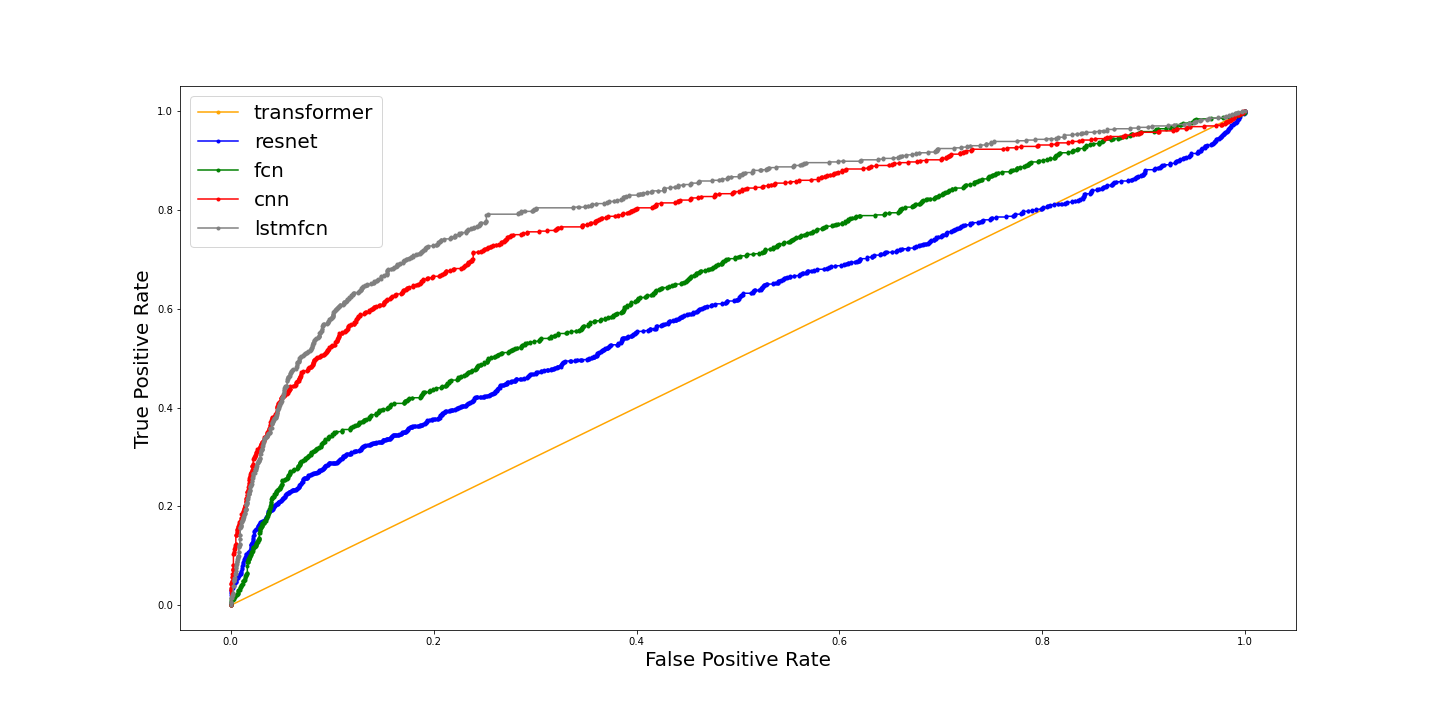 transformer
resnet
fcn
cnn
lstmfcn
True Positive Rate
1.0
0.8
0.6
0.4
0.2
0.0
0.0 0.2 0.4 0.6 0.8 1.0
False Positive Rate